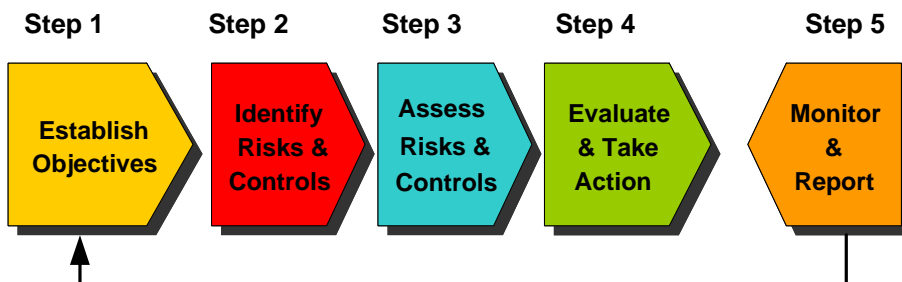 Step 1
Step 2
Step 3
Step 4
Step 5
Establish
Objectives
Identify
Risks &
Controls
Assess
Risks &
Controls
Evaluate
& Take
Action
Monitor
&
Report